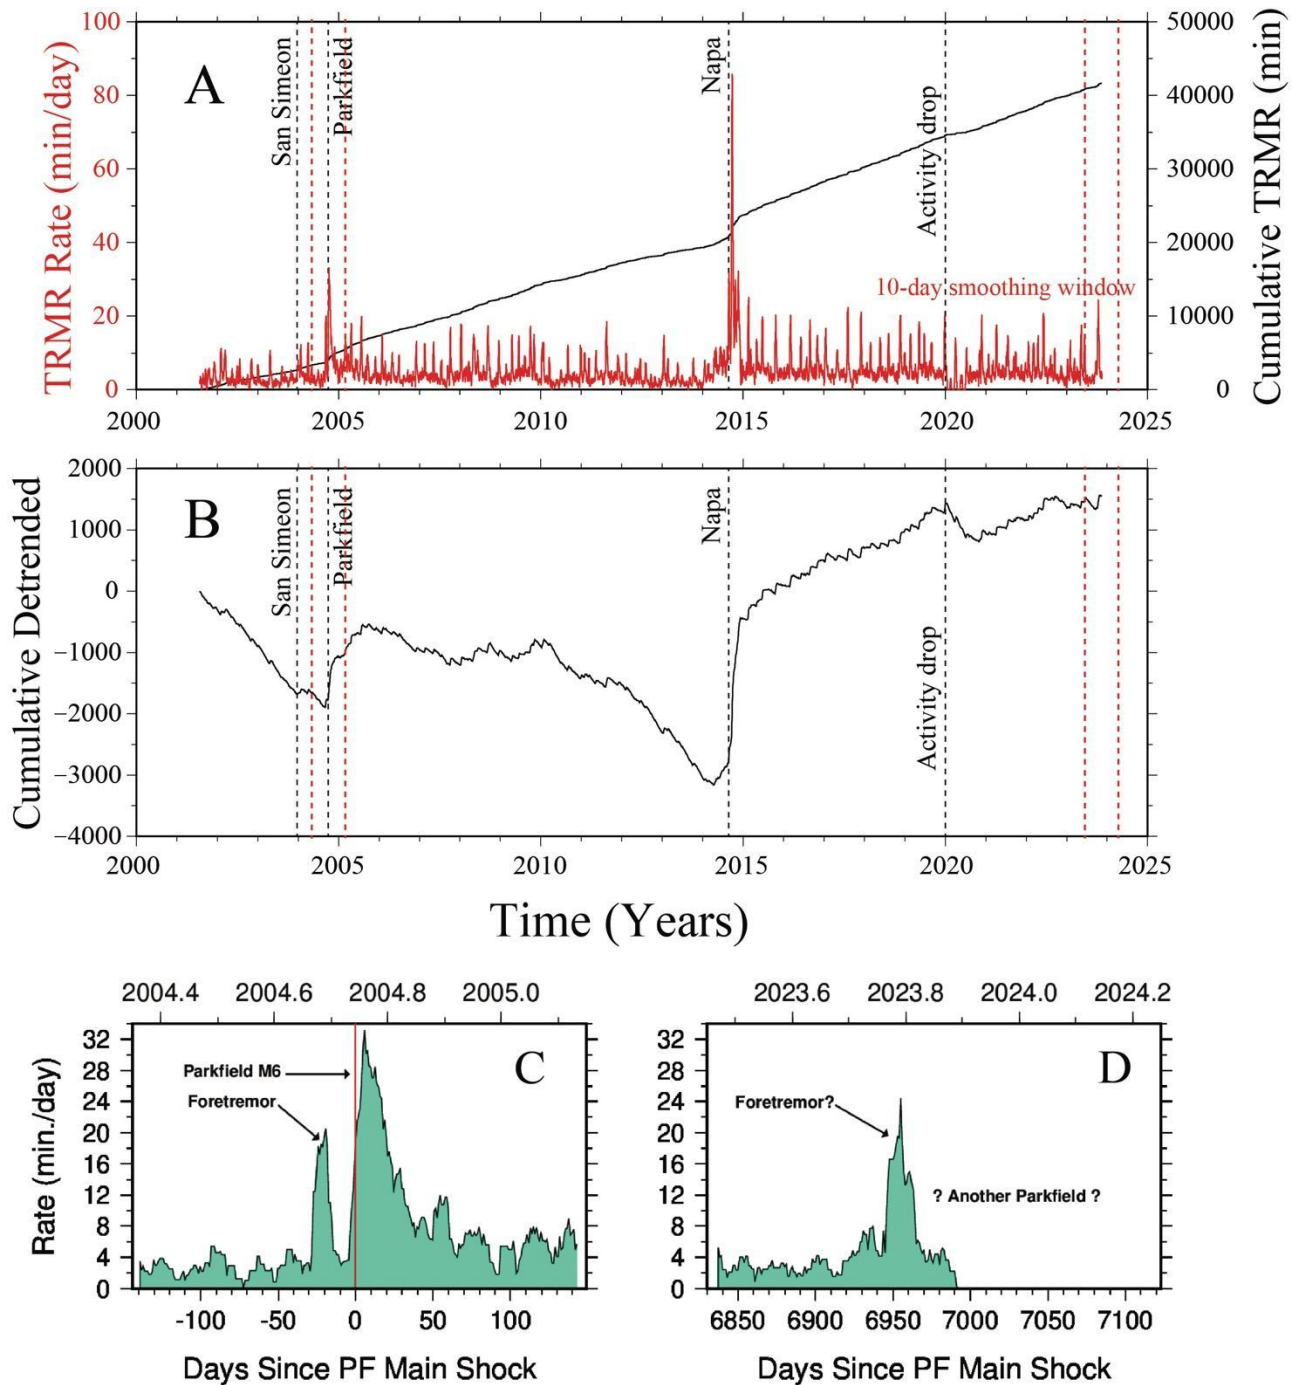 A
TRMR Rate (min/day)
Cumulative TRMR (min)
100
80
60
40
20
0
50000
40000
30000
20000
10000
0
San Simeon
Parkfield
Napa
Activity drop
10-day smoothing window
2000 2005 2010 2015 2020 2025
B
Cumulative Detrended
2000
1000
0
−1000
−2000
−3000
−4000
San Simeon
Parkfield
Napa
Activity drop
2000 2005 2010 2015 2020 2025
Time (Years)
2004.4 2004.6 2004.8 2005.0
C
Rate (min./day)
32
28
24
20
16
12
8
4
0
Parkfield M6
Foretremor
-100 -50 0 50 100
Days Since PF Main Shock
2023.6 2023.8 2024.0 2024.2
D
32
28
24
20
16
12
8
4
0
Foretremor?
? Another Parkfield ?
6850 6900 6950 7000 7050 7100
Days Since PF Main Shock